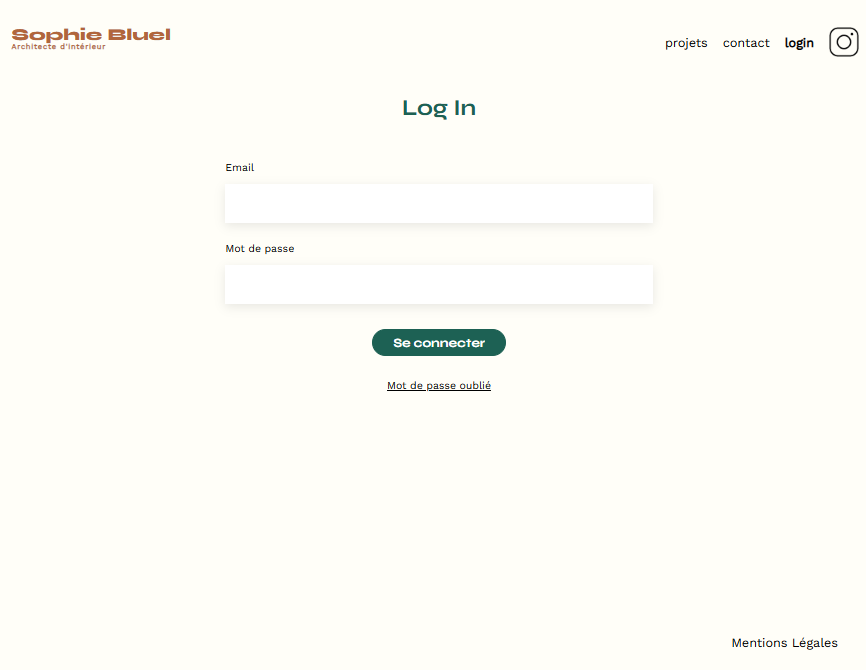 Sophie Bluel
Architecte d'intérieur
projets contact login
Log In
Email
Mot de passe
Se connecter
Mot de passe oublié
Mentions Légales